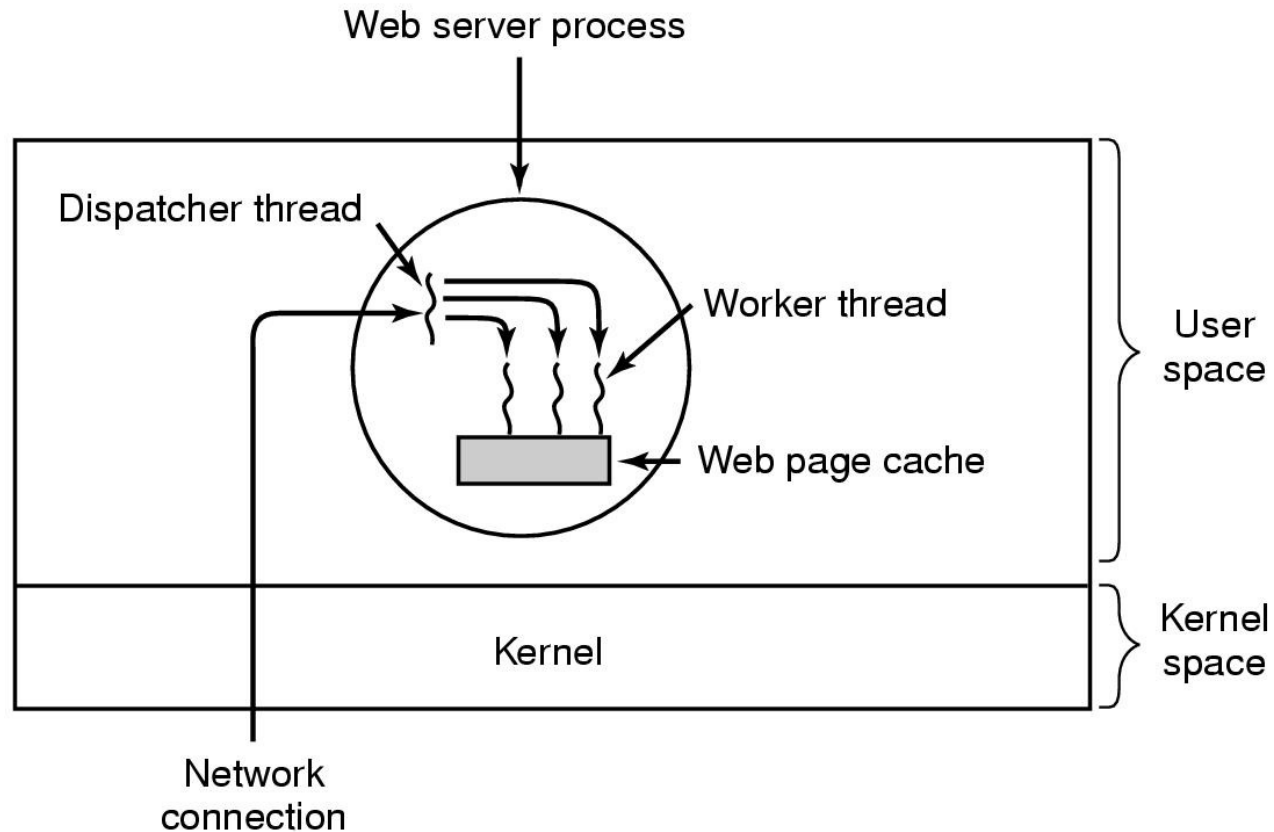 Web server process
Dispatcher thread
Worker thread
User
space
Web page cache
Kernel
Kernel
space
Network
connection